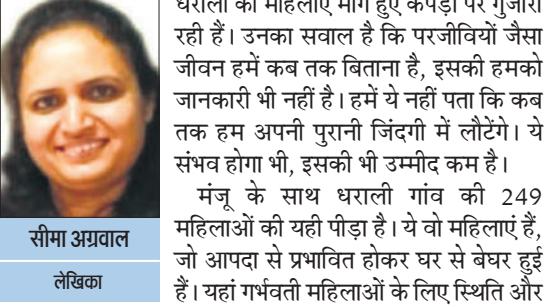 धराली की महिलाएं मांगे हुए कपड़ों पर गुजारा
रही हैं। उनका सवाल है कि परजीवियों जैसा
जीवन हमें कब तक बिताना है, इसकी हमको
जानकारी भी नहीं है। हमें ये नहीं पता कि कब
तक हम अपनी पुरानी जिंदगी में लौटेंगे। ये
संभव होगा भी, इसकी भी उम्मीद कम है।
मंजू के साथ धराली गांव की 249
महिलाओं की यही पीड़ा है। ये वो महिलाएं हैं,
जो आपदा से प्रभावित होकर घर से बेघर हुई
हैं। यहां गर्भवती महिलाओं के लिए स्थिति और
सीमा अग्रवाल
लेखिका